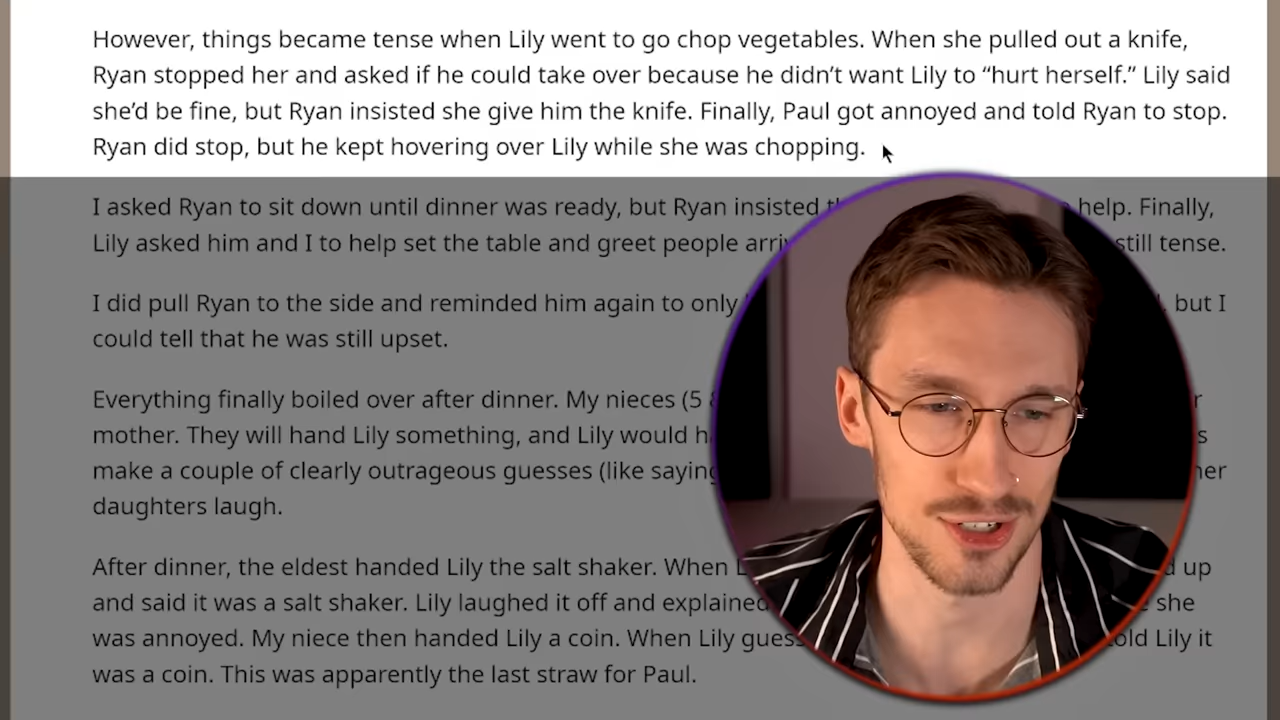 However, things became tense when Lily went to go chop vegetables. When she pulled out a knife,
Ryan stopped her and asked if he could take over because he didn’t want Lily to “hurt herself.” Lily said
she’d be fine, but Ryan insisted she give him the knife. Finally, Paul got annoyed and told Ryan to stop.
Ryan did stop, but he kept hovering over Lily while she was chopping.
I asked Ryan to sit down until dinner was ready, but Ryan insisted help. Finally,
Lily asked him and I to help set the table and greet people still tense.
I did pull Ryan to the side and reminded him again to only but I
could tell that he was still upset.
Everything finally boiled over after dinner. My nieces (5
mother. They will hand Lily something, and Lily would
make a couple of clearly outrageous guesses (like saying
daughters laugh.
After dinner, the eldest handed Lily the salt shaker. When up
and said it was a salt shaker. Lily laughed it off and explained she
was annoyed. My niece then handed Lily a coin. When Lily told Lily it
was a coin. This was apparently the last straw for Paul.